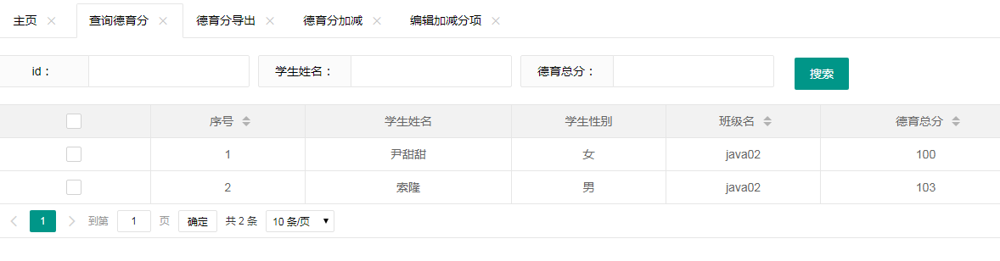 主页 查询德育分 德育分导出 德育分加减 编辑加减分项
id： 学生姓名： 德育总分： 搜索
序号 学生姓名 学生性别 班级名 德育总分
1 尹甜甜 女 java02 100
2 索隆 男 java02 103
1 到第 1 页 确定 共 2 条 10 条/页